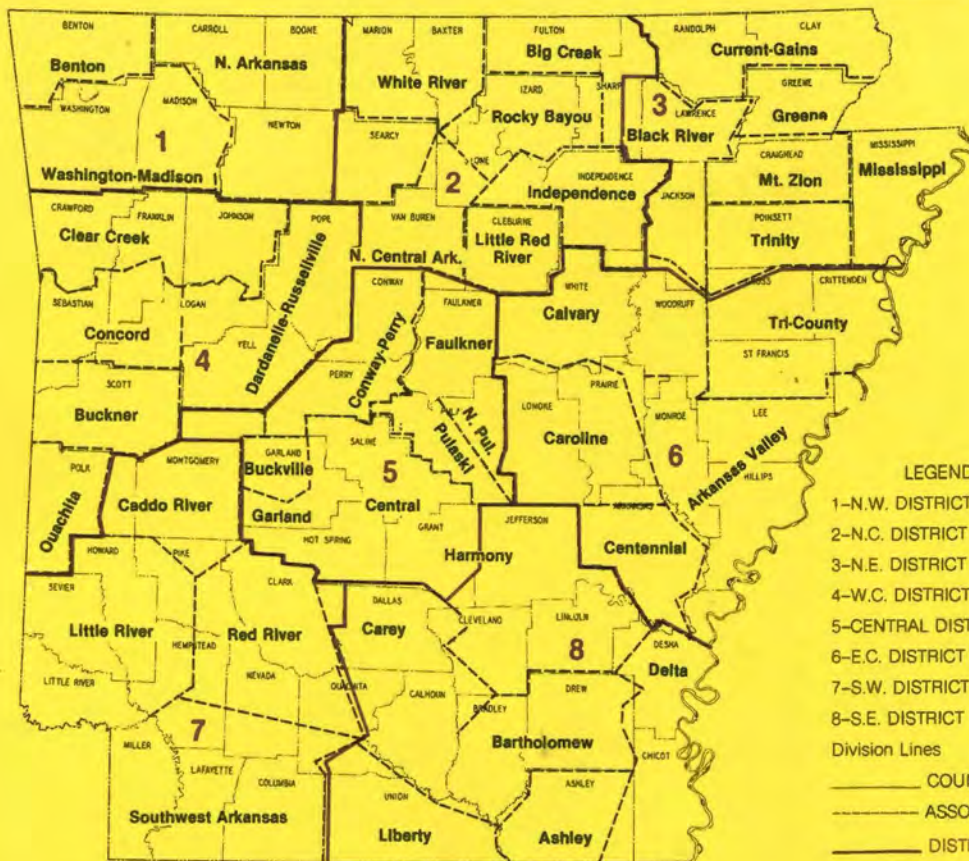 BENTON
CARROLL
BOONE
MARION
BAXTER
FULTON
RANDOLPH
CLAY
Benton
N. Arkansas
White River
Big Creek
Current-Gains
WASHINGTON
MADISON
NEWTON
SEARCY
IZARD
SHARP
LAWRENCE
GREENE
1
Rocky Bayou
3
Black River
Greene
Washington-Madison
2
INDEPENDENCE
Independence
JACKSON
CRAIGHEAD
Mt. Zion
MISSISSIPPI
Mississippi
CRAWFORD
FRANKLIN
JOHNSON
POPE
VAN BUREN
CLEBURNE
POINSETT
Clear Creek
Little Red
River
Trinity
N. Central Ark.
SEBASTIAN
LOGAN
CONWAY
FAULKNER
WHITE
WOODRUFF
CRITTENDEN
Concord
Dardanelle-Russellville
Conway-Perry
Faulkner
Calvary
Tri-County
4
YELL
PERRY
ST FRANCIS
SCOTT
Buckner
LONOKE
PRAIRIE
MONROE
LEE
N. Pul.
Pulaski
Caroline
6
Arkansas Valley
HILLIPS
POLK
MONTGOMERY
GARLAND
SALINE
Ouachita
Caddo River
Buckville
5
Garland
Central
HOT SPRING
GRANT
JEFFERSON
Harmony
Centennial
HOWARD
PIKE
CLARK
DALLAS
CLEVELAND
LINCOLN
DESHA
SEVIER
Little River
HEMPSTEAD
Red River
Carey
8
Delta
LITTLE RIVER
NEVADA
OUACHITA
CALHOUN
BRADLEY
DREW
7
Bartholomew
CHICOT
MILLER
LAFAYETTE
COLUMBIA
UNION
ASHLEY
Southwest Arkansas
Liberty
Ashley
LEGEND
1-N.W. DISTRICT
2-N.C. DISTRICT
3-N.E. DISTRICT
4-W.C. DISTRICT
5-CENTRAL DIST
6-E.C. DISTRICT
7-S.W. DISTRICT
8-S.E. DISTRICT
Division Lines
COU
ASSO
DISTR